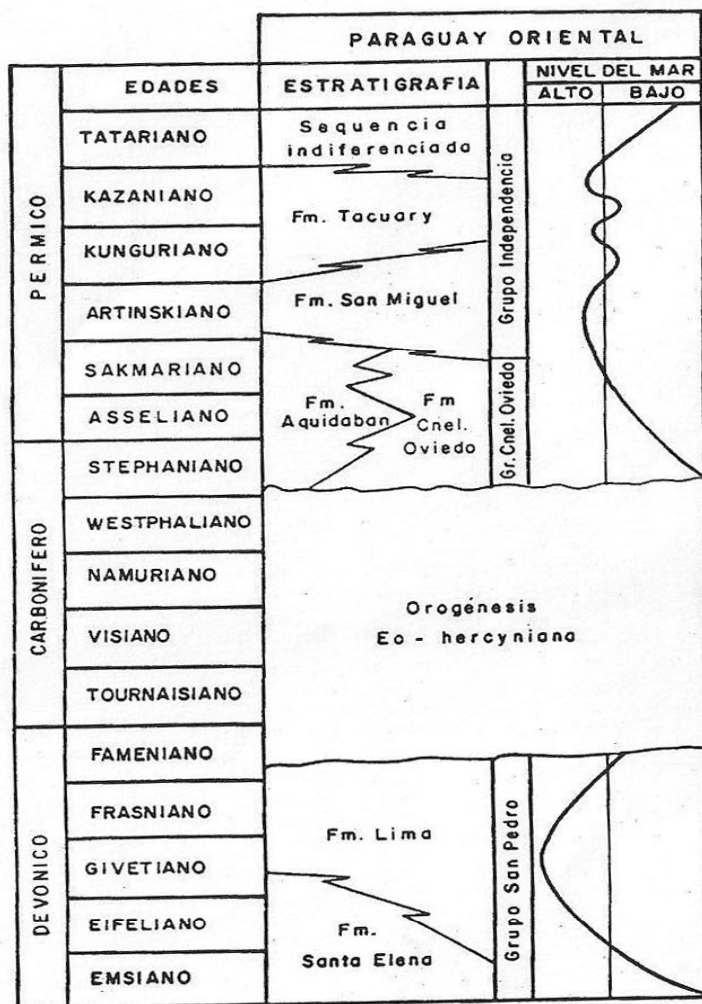 PARAGUAY ORIENTAL
EDADES
ESTRATIGRAFIA
NIVEL DEL MAR
ALTO
BAJO
PERMICO
TATARIANO
KAZANIANO
KUNGURIANO
ARTINSKIANO
SAKMARIANO
ASSELIANO
CARBONIFERO
STEPHANIANO
WESTPHALIANO
NAMURIANO
VISIANO
TOURNAISIANO
DEVONICO
FAMENIANO
FRASNIANO
GIVETIANO
EIFELIANO
EMSIANO
Sequencia
indiferenciada
Fm. Tacuary
Fm. San Miguel
Fm.
Aquidaban
Fm
Cnel.
Oviedo
Grupo Independencia
Gr. Cnel. Oviedo
Orogénesis
Eo - hercyniana
Fm. Lima
Fm.
Santa Elena
Grupo San Pedro